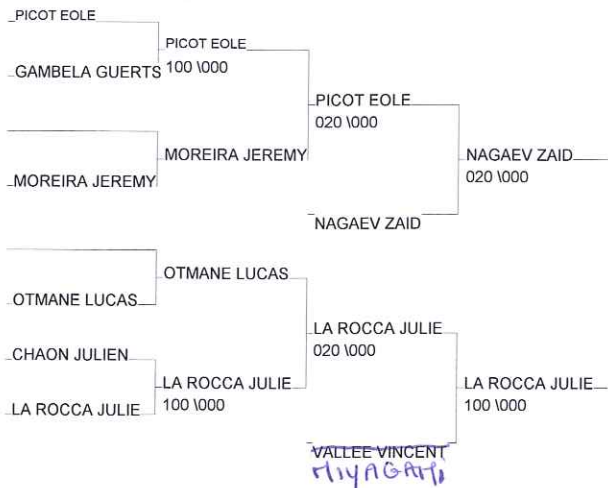 PICOT EOLE
GAMBELA GUERTS
PICOT EOLE
100 \000
MOREIRA JEREMY
MOREIRA JEREMY
PICOT EOLE
020 \000
NAGAEV ZAID
NAGAEV ZAID
020 \000
OTMANE LUCAS
OTMANE LUCAS
CHAON JULIEN
LA ROCCA JULIE
LA ROCCA JULIE
100 \000
LA ROCCA JULIE
020 \000
VALLEE VINCENT
MIYAGAMI
LA ROCCA JULIE
100 \000